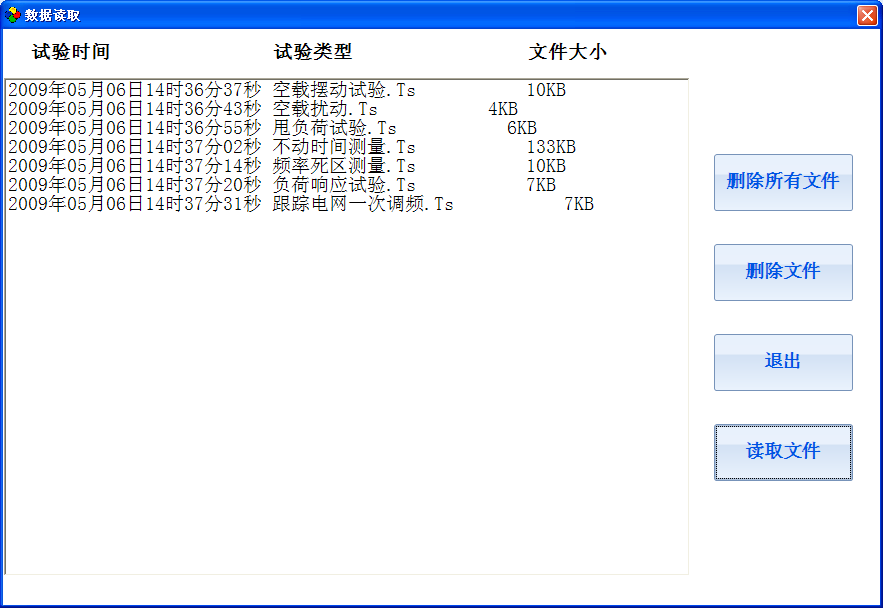 数据读取
试验时间 试验类型 文件大小
2009年05月06日14时36分37秒 空载摆动试验.Ts 10KB
2009年05月06日14时36分43秒 空载扰动.Ts 4KB
2009年05月06日14时36分55秒 甩负荷试验.Ts 6KB
2009年05月06日14时37分02秒 不动时间测量.Ts 133KB
2009年05月06日14时37分14秒 频率死区测量.Ts 10KB
2009年05月06日14时37分20秒 负荷响应试验.Ts 7KB
2009年05月06日14时37分31秒 跟踪电网一次调频.Ts 7KB
删除所有文件
删除文件
退出
读取文件